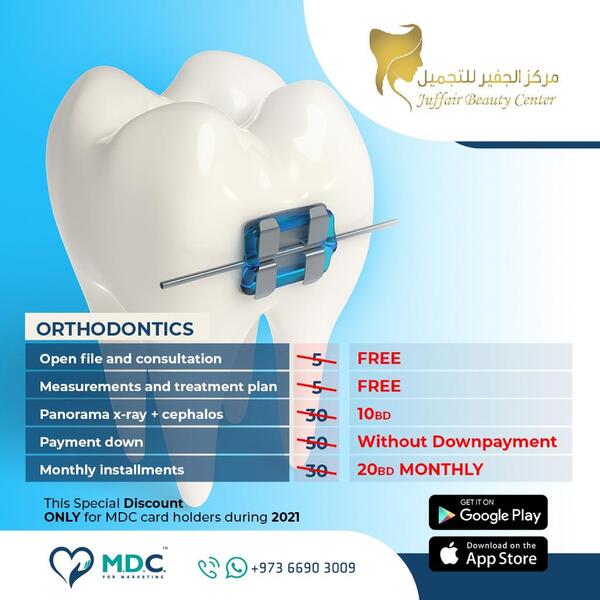 مركز الجفير للتجميل
Juffair Beauty Center
ORTHODONTICS
Open file and consultation 5 FREE
Measurements and treatment plan 5 FREE
Panorama x-ray + cephalos 30 10BD
Payment down 50 Without Downpayment
Monthly installments 30 20BD MONTHLY
This Special Discount
ONLY for MDC card holders during 2021
M.D.C.™
FOR MARKETING
+973 6690 3009
GET IT ON
Google Play
Download on the
App Store